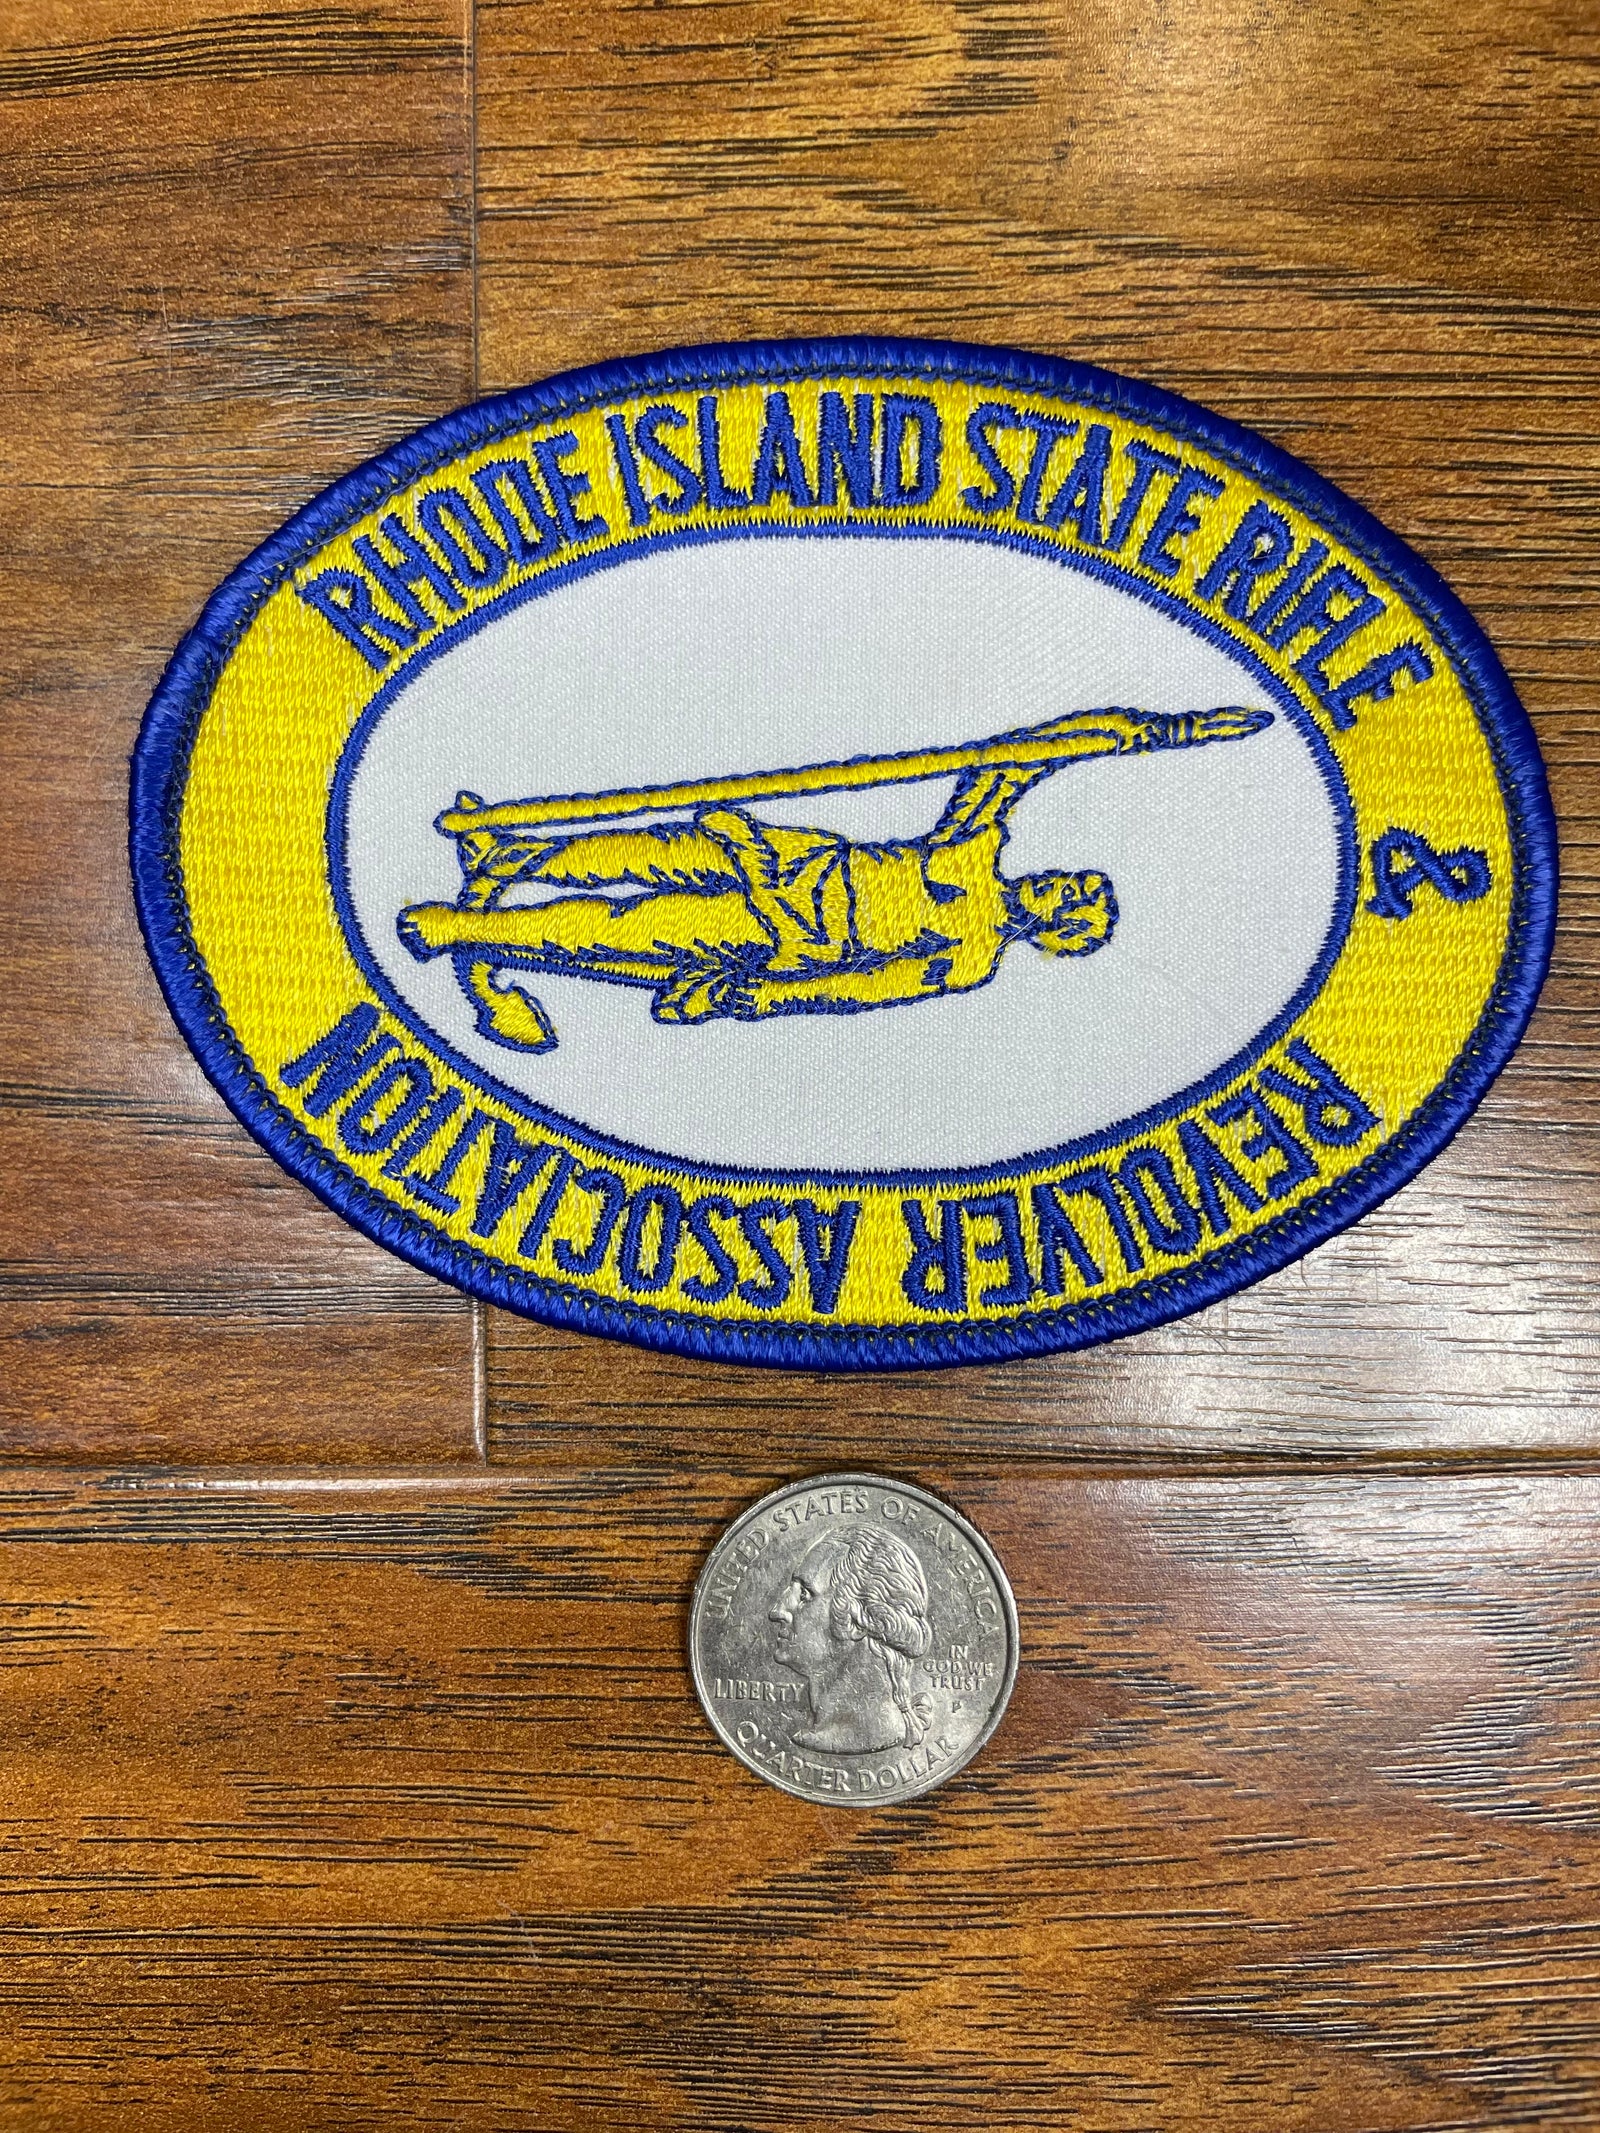 RHODE ISLAND STATE RIFLE
&
REVOLVER ASSOCIATION
UNITED STATES OF AMERICA
LIBERTY
IN
GOD WE
TRUST
P
QUARTER DOLLAR